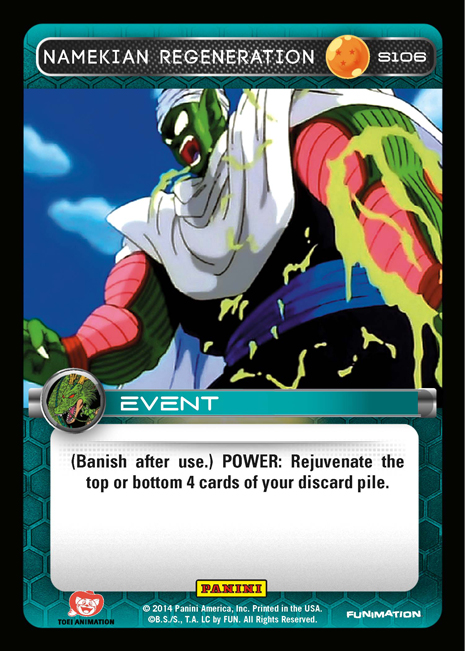 NAMEKIAN REGENERATION S106
EVENT
(Banish after use.) POWER: Rejuvenate the
top or bottom 4 cards of your discard pile.
PANINI
© 2014 Panini America, Inc. Printed in the USA.
©B.S./S., T.A. LC by FUN. All Rights Reserved.
TOEI ANIMATION
FUNIMATION